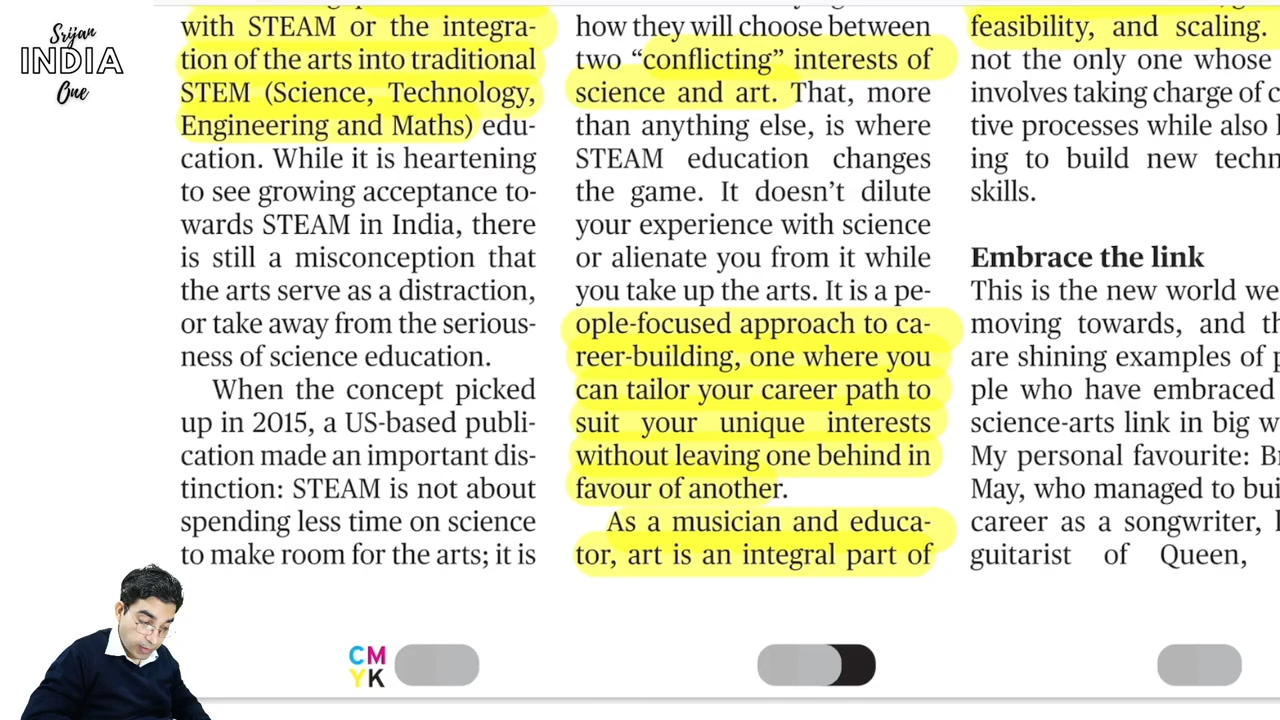 Srijan
INDIA
One
with STEAM or the integra-
tion of the arts into traditional
STEM (Science, Technology,
Engineering and Maths) edu-
cation. While it is heartening
to see growing acceptance to-
wards STEAM in India, there
is still a misconception that
the arts serve as a distraction,
or take away from the serious-
ness of science education.
When the concept picked
up in 2015, a US-based publi-
cation made an important dis-
tinction: STEAM is not about
spending less time on science
to make room for the arts; it is
how they will choose between
two “conflicting” interests of
science and art. That, more
than anything else, is where
STEAM education changes
the game. It doesn’t dilute
your experience with science
or alienate you from it while
you take up the arts. It is a pe-
ople-focused approach to ca-
reer-building, one where you
can tailor your career path to
suit your unique interests
without leaving one behind in
favour of another.
As a musician and educa-
tor, art is an integral part of
feasibility, and scaling.
not the only one whose
involves taking charge of c
tive processes while also l
ing to build new techn
skills.
Embrace the link
This is the new world we
moving towards, and th
are shining examples of p
ple who have embraced
science-arts link in big w
My personal favourite: Br
May, who managed to bui
career as a songwriter, l
guitarist of Queen,
CM
YK